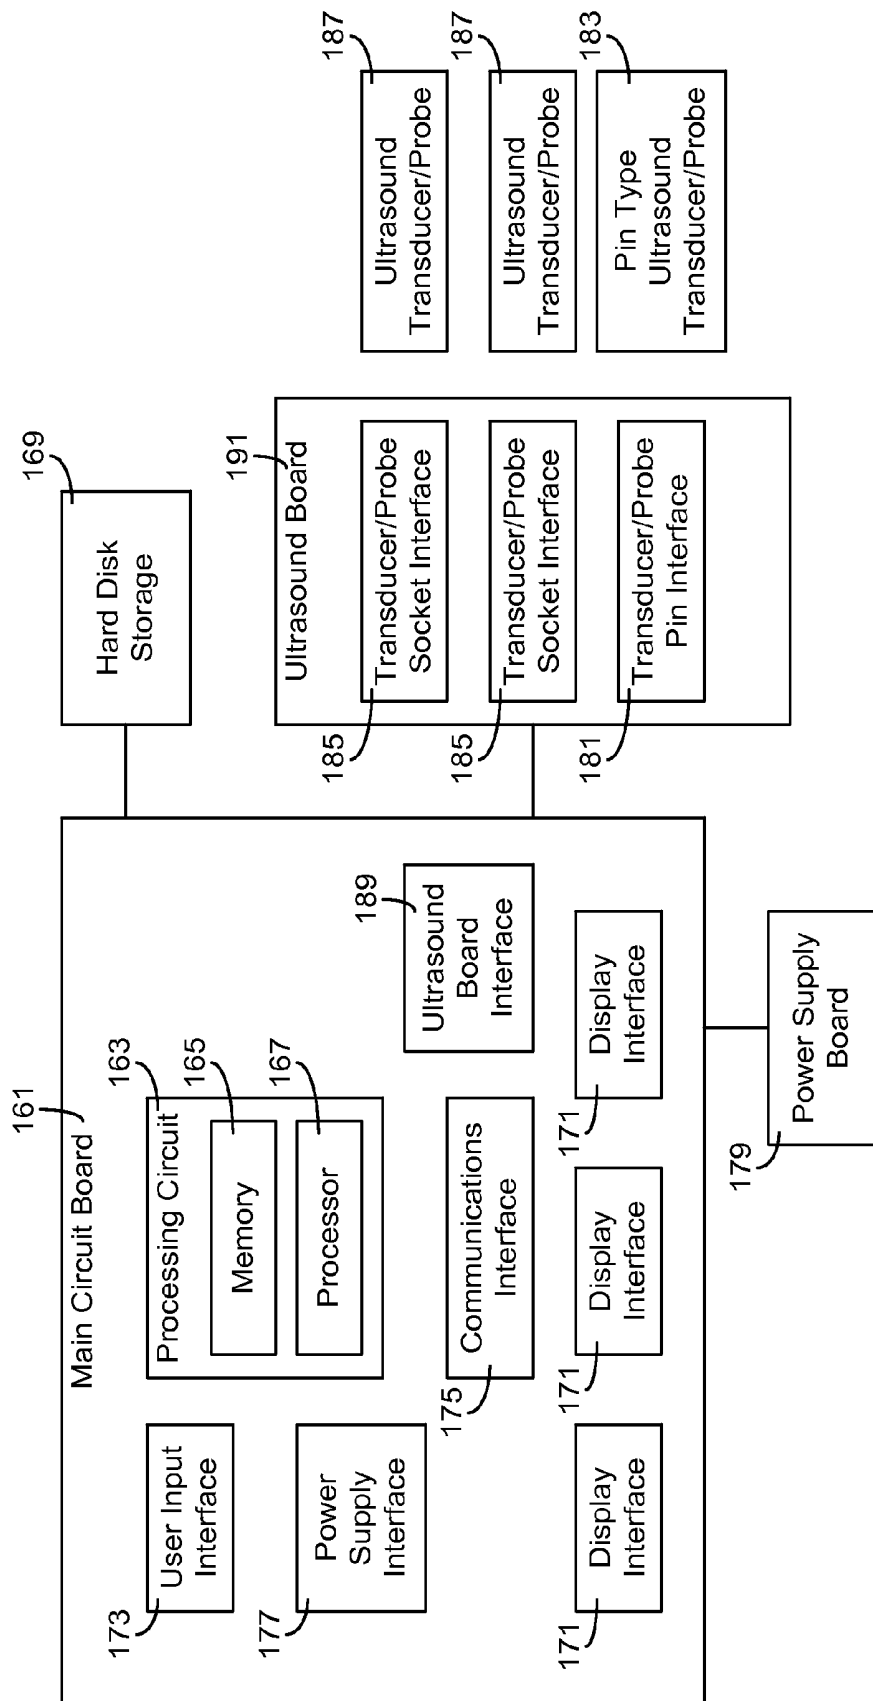 161
Main Circuit Board
173
User Input
Interface
163
Processing Circuit
165
Memory
167
Processor
177
Power
Supply
Interface
175
Communications
Interface
189
Ultrasound
Board
Interface
171
Display
Interface
171
Display
Interface
171
Display
Interface
179
Power Supply
Board
169
Hard Disk
Storage
191
Ultrasound Board
185
Transducer/Probe
Socket Interface
185
Transducer/Probe
Socket Interface
181
Transducer/Probe
Pin Interface
187
Ultrasound
Transducer/Probe
187
Ultrasound
Transducer/Probe
183
Pin Type
Ultrasound
Transducer/Probe